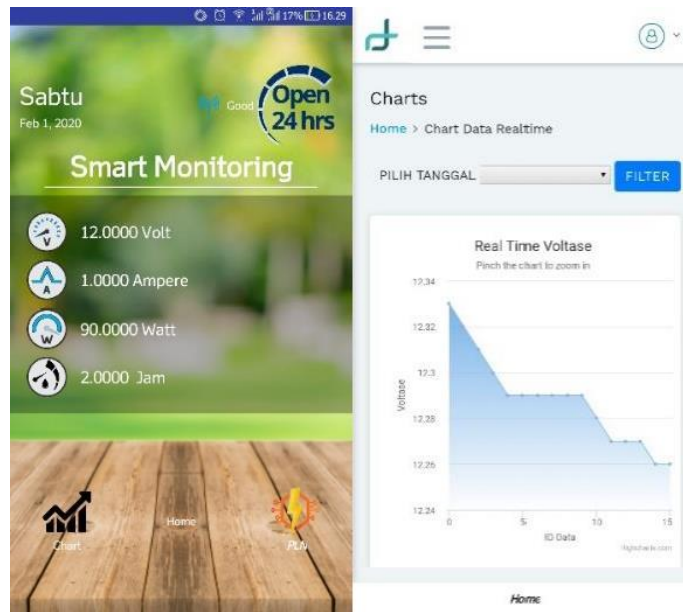 17% 16.29
Sabtu
Feb 1, 2020
Good
Open
24 hrs
Smart Monitoring
V
12.0000 Volt
A
1.0000 Ampere
W
90.0000 Watt
2.0000 Jam
Chart
Home
PLN
Charts
Home > Chart Data Realtime
PILIH TANGGAL
FILTER
Real Time Voltase
Pinch the chart to zoom in
Voltase
12.34
12.32
12.3
12.28
12.26
12.24
0 5 10 15
ID Data
Highcharts.com
Home